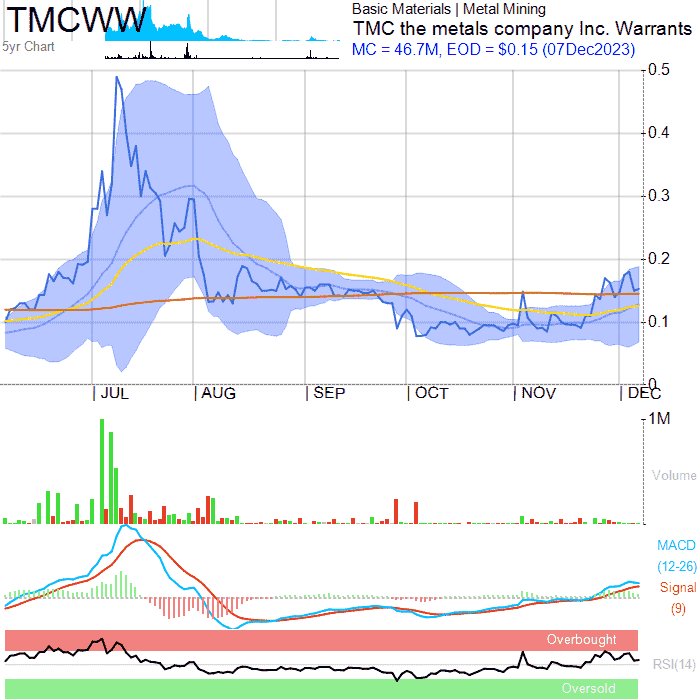 TMCWW
5yr Chart
Basic Materials | Metal Mining
TMC the metals company Inc. Warrants
MC = 46.7M, EOD = $0.15 (07Dec2023)
0.5
0.4
0.3
0.2
0.1
0
| JUL | AUG | SEP | OCT | NOV | DEC
1M
Volume
MACD
(12-26)
Signal
(9)
Overbought
RSI(14)
Oversold